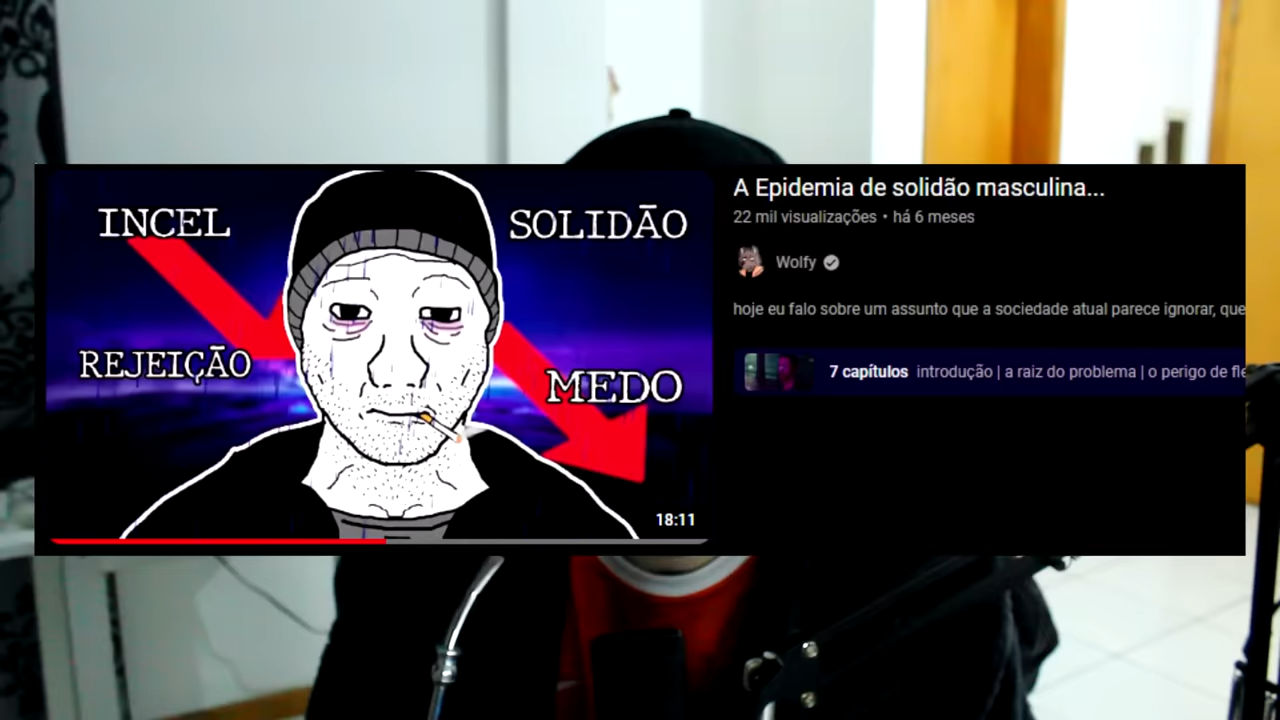 INCEL
SOLIDÃO
REJEIÇÃO
MEDO
18:11
A Epidemia de solidão masculina...
22 mil visualizações • há 6 meses
Wolfy
hoje eu falo sobre um assunto que a sociedade atual parece ignorar, que
7 capítulos introdução | a raiz do problema | o perigo de fle